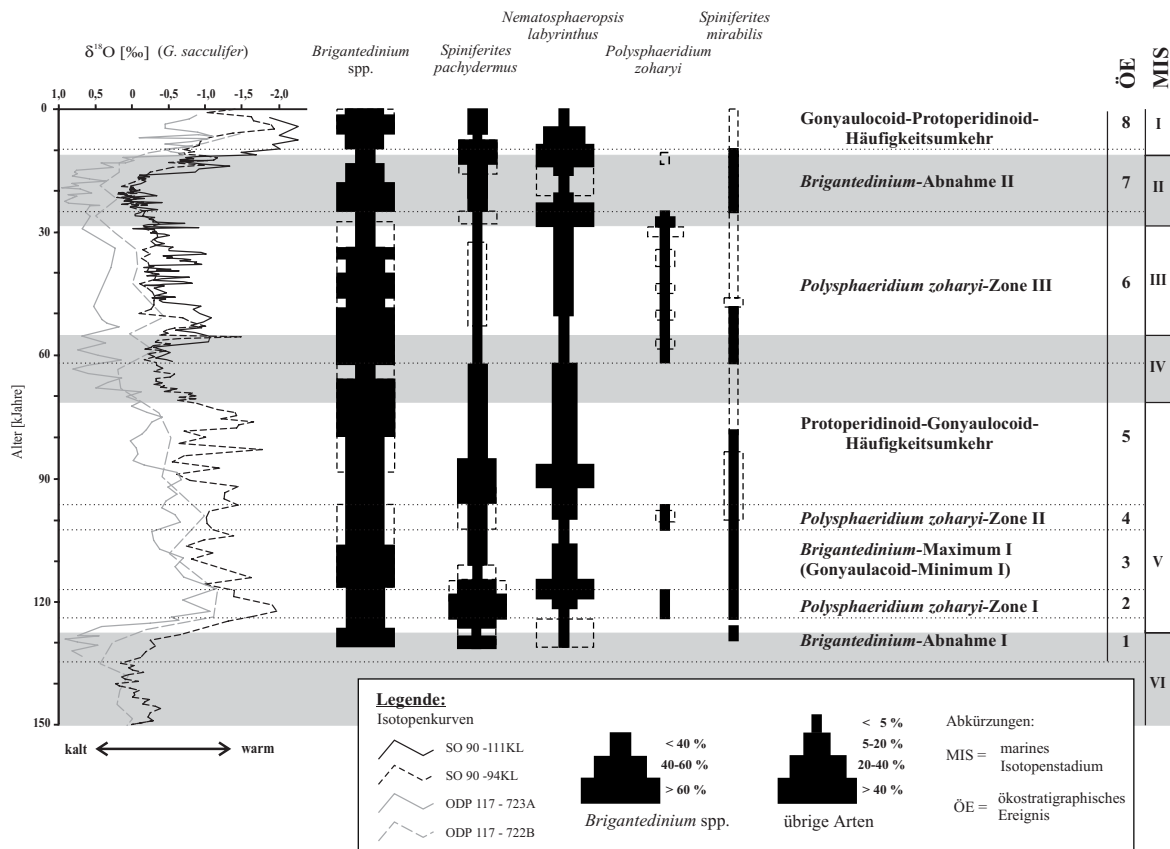 Nematosphaeropsis
labyrinthus
Spiniferites
mirabilis
δ18O [‰] (G. sacculifer)
Brigantedinium
spp.
Spiniferites
pachydermus
Polysphaeridium
zoharyi
ÖE
MIS
1,0 0,5 0 -0,5 -1,0 -1,5 -2,0
Alter [kJahre]
0
30
60
90
120
150
Gonyaulocoid-Protoperidinoid-
Häufigkeitsumkehr
8
I
Brigantedinium-Abnahme II
7
II
Polysphaeridium zoharyi-Zone III
6
III
IV
Protoperidinoid-Gonyaulocoid-
Häufigkeitsumkehr
5
Polysphaeridium zoharyi-Zone II
4
Brigantedinium-Maximum I
(Gonyaulacoid-Minimum I)
3
V
Polysphaeridium zoharyi-Zone I
2
Brigantedinium-Abnahme I
1
VI
kalt
warm
Legende:
Isotopenkurven
SO 90 -111KL
SO 90 -94KL
ODP 117 - 723A
ODP 117 - 722B
< 40 %
40-60 %
> 60 %
Brigantedinium spp.
< 5 %
5-20 %
20-40 %
> 40 %
übrige Arten
Abkürzungen:
MIS = marines
Isotopenstadium
ÖE = ökostratigraphisches
Ereignis